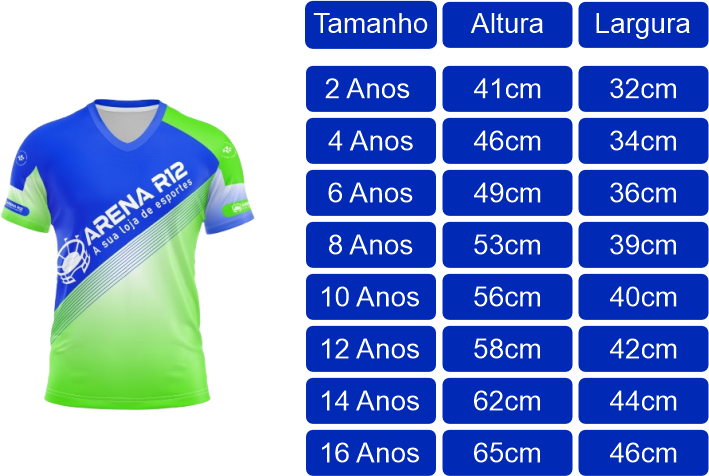 Tamanho Altura Largura
2 Anos 41cm 32cm
4 Anos 46cm 34cm
6 Anos 49cm 36cm
8 Anos 53cm 39cm
10 Anos 56cm 40cm
12 Anos 58cm 42cm
14 Anos 62cm 44cm
16 Anos 65cm 46cm
ARENA R12
A sua loja de esportes